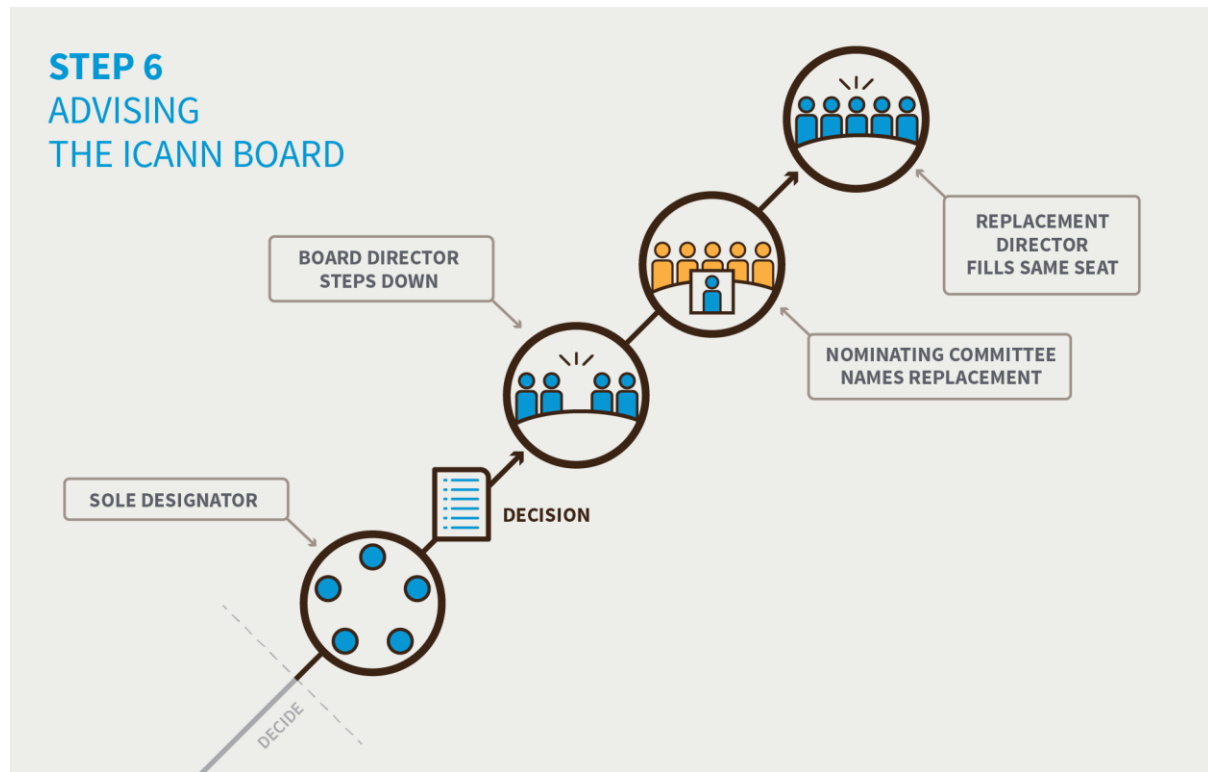 STEP 6
ADVISING
THE ICANN BOARD
REPLACEMENT
DIRECTOR
FILLS SAME SEAT
BOARD DIRECTOR
STEPS DOWN
NOMINATING COMMITTEE
NAMES REPLACEMENT
SOLE DESIGNATOR
DECISION
DECIDE